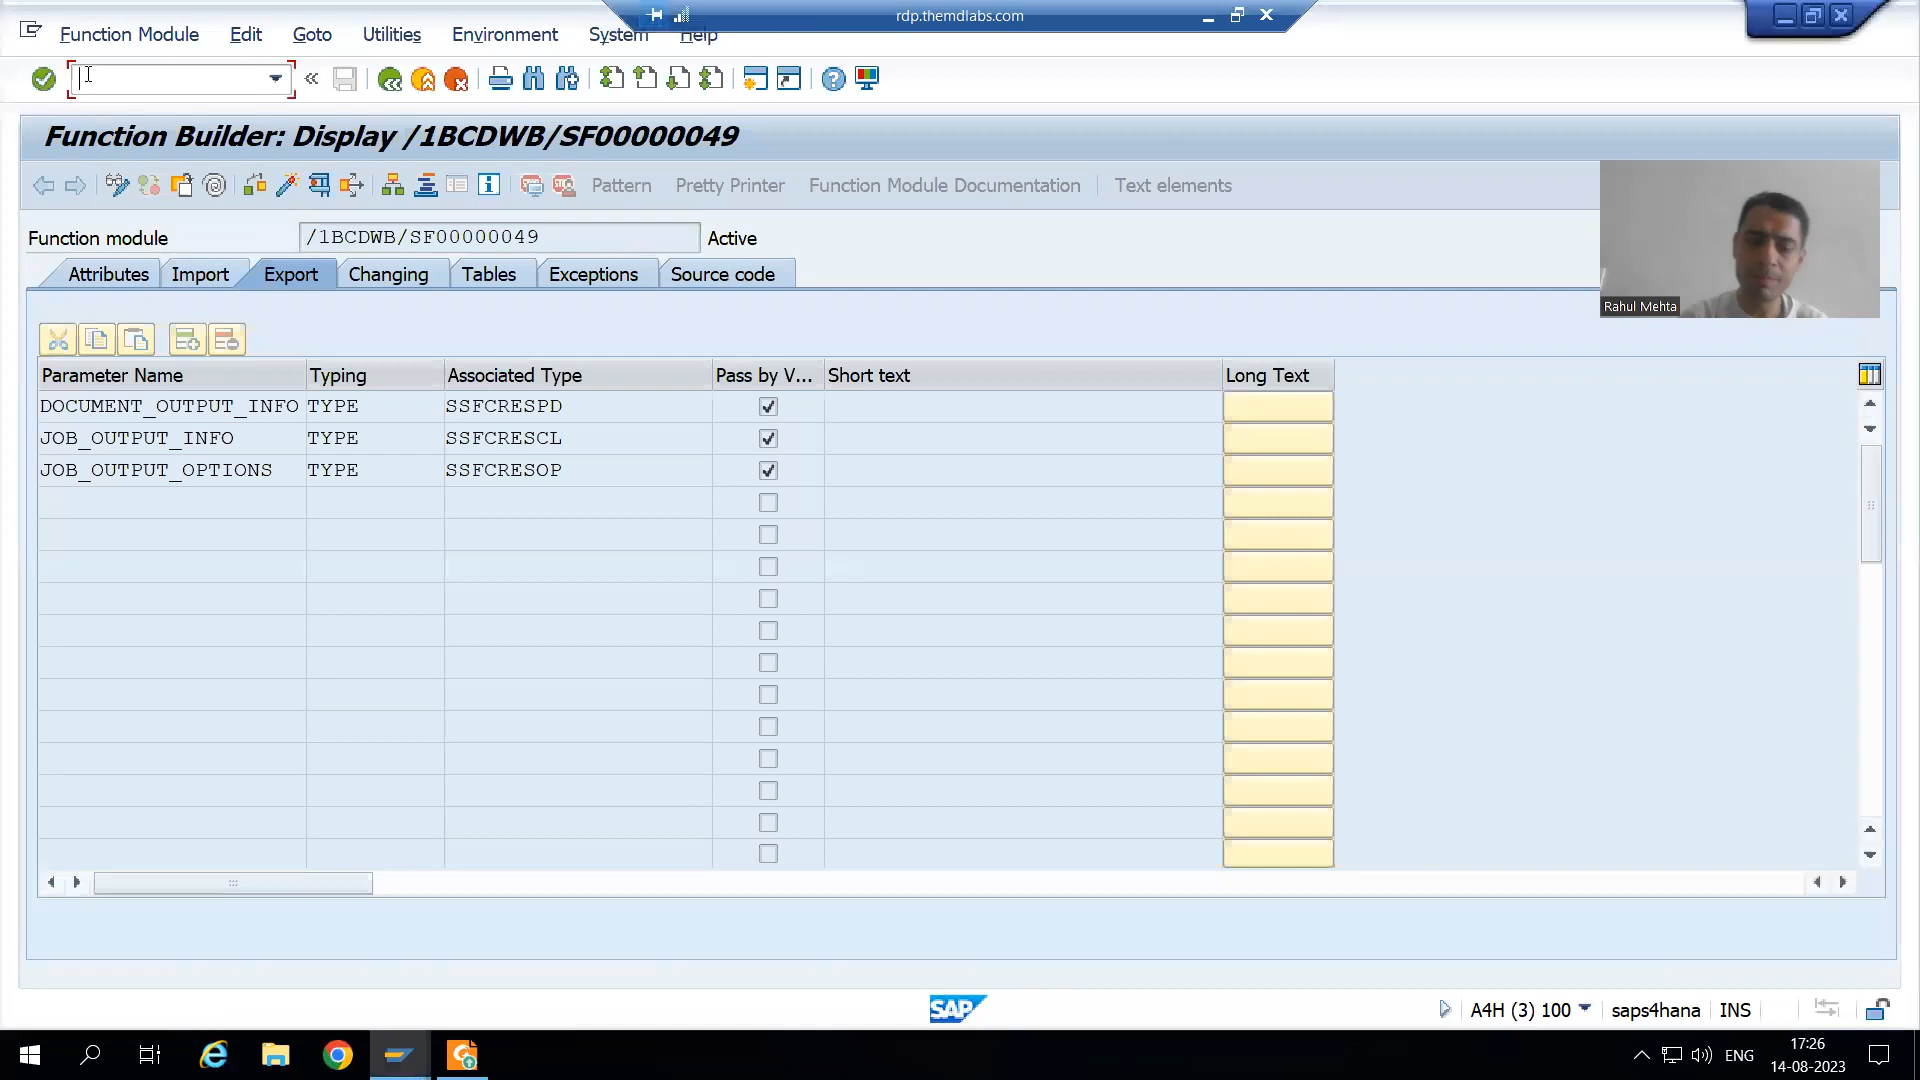 rdp.themdlabs.com
Function Module Edit Goto Utilities Environment System Help
Function Builder: Display /1BCDWB/SF00000049
Pattern Pretty Printer Function Module Documentation Text elements
Function module /1BCDWB/SF00000049 Active
Attributes Import Export Changing Tables Exceptions Source code
Rahul Mehta
Parameter Name Typing Associated Type Pass by V... Short text Long Text
DOCUMENT_OUTPUT_INFO TYPE SSFCRESPD
JOB_OUTPUT_INFO TYPE SSFCRESCL
JOB_OUTPUT_OPTIONS TYPE SSFCRESOP
SAP A4H (3) 100 saps4hana INS
ENG 17:26
14-08-2023